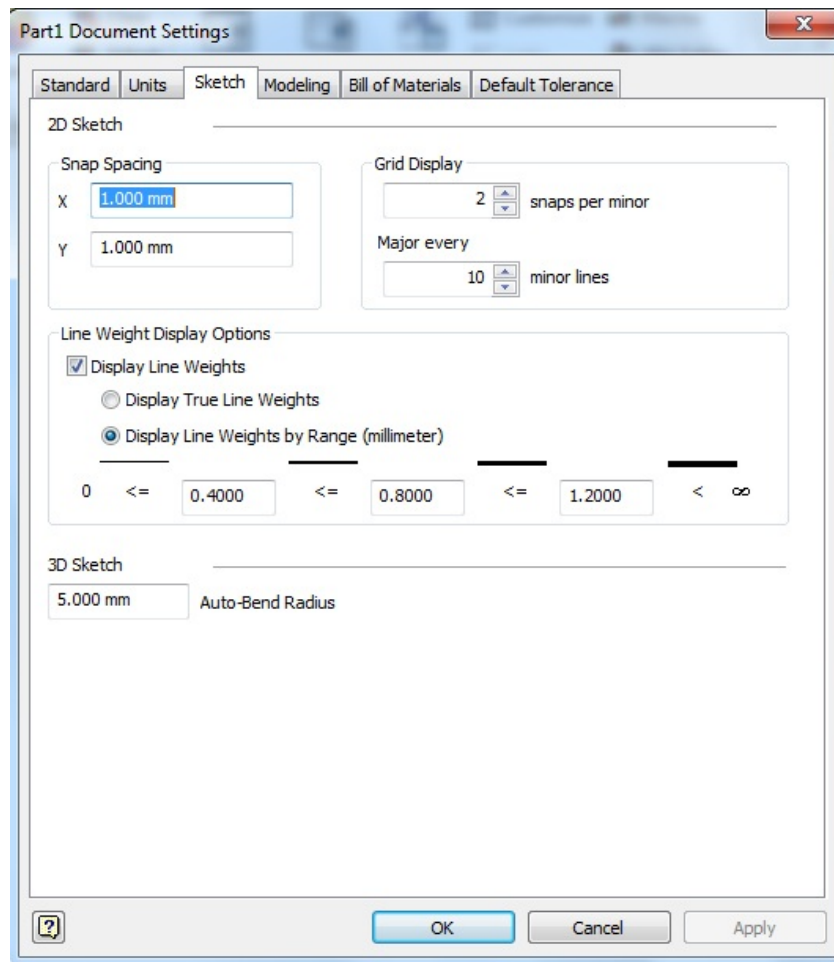 Part1 Document Settings
X
Standard Units Sketch Modeling Bill of Materials Default Tolerance
2D Sketch
Snap Spacing
X 1.000 mm
Y 1.000 mm
Grid Display
2 snaps per minor
Major every
10 minor lines
Line Weight Display Options
Display Line Weights
Display True Line Weights
Display Line Weights by Range (millimeter)
0 <= 0.4000 <= 0.8000 <= 1.2000 < ∞
3D Sketch
5.000 mm Auto-Bend Radius
? OK Cancel Apply